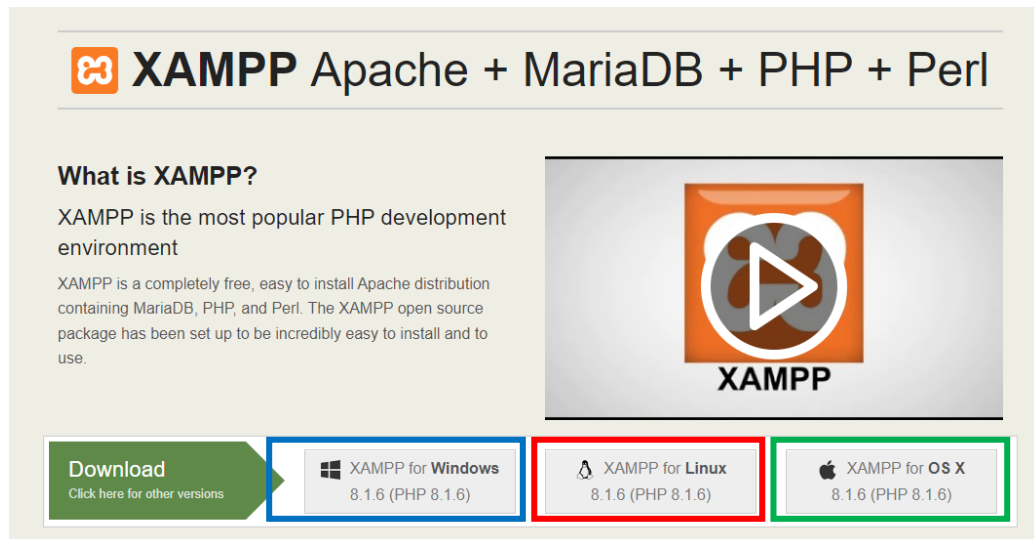 XAMPP Apache + MariaDB + PHP + Perl
What is XAMPP?
XAMPP is the most popular PHP development
environment
XAMPP is a completely free, easy to install Apache distribution
containing MariaDB, PHP, and Perl. The XAMPP open source
package has been set up to be incredibly easy to install and to
use.
XAMPP
Download
Click here for other versions
XAMPP for Windows
8.1.6 (PHP 8.1.6)
XAMPP for Linux
8.1.6 (PHP 8.1.6)
XAMPP for OS X
8.1.6 (PHP 8.1.6)